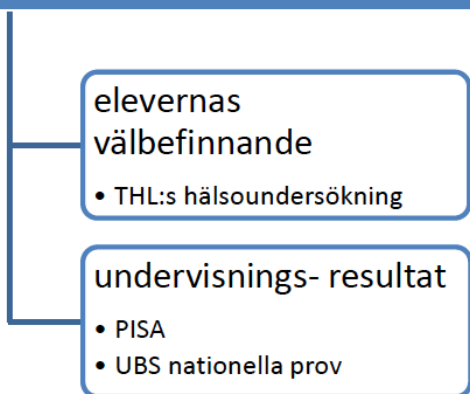 elevernas
välbefinnande
• THL:s hälsoundersökning
undervisnings- resultat
• PISA
• UBS nationella prov